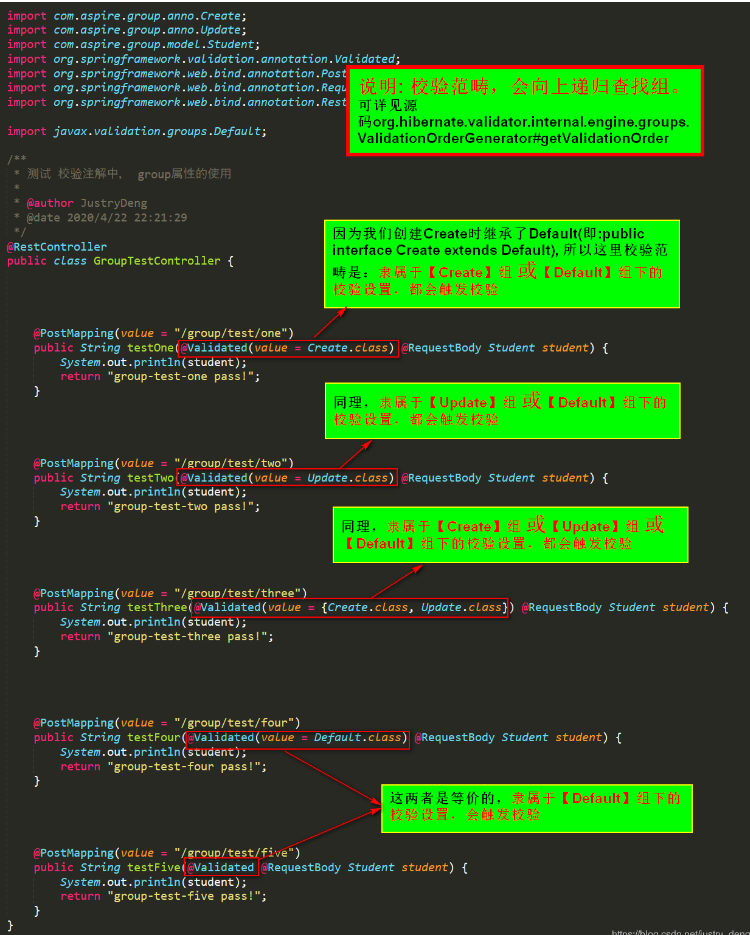 import com.aspire.group.anno.Create;
import com.aspire.group.anno.Update;
import com.aspire.group.model.Student;
import org.springframework.validation.annotation.Validated;
import org.springframework.web.bind.annotation.Post
import org.springframework.web.bind.annotation.Requ
import org.springframework.web.bind.annotation.Rest
说明: 校验范畴，会向上递归查找组。
可详见源
码org.hibernate.validator.internal.engine.groups.
ValidationOrderGenerator#getValidationOrder
import javax.validation.groups.Default;
/**
* 测试 校验注解中， group属性的使用
*
* @author JustryDeng
* @date 2020/4/22 22:21:29
*/
@RestController
public class GroupTestController {
因为我们创建Create时继承了Default(即:public
interface Create extends Default), 所以这里校验范
畴是：隶属于【Create】组 或【Default】组下的
校验设置．都会触发校验
@PostMapping(value = "/group/test/one")
public String testOne(@Validated(value = Create.class) @RequestBody Student student) {
System.out.println(student);
return "group-test-one pass!";
}
同理，隶属于【Update】组 或【Default】组下的
校验设置．都会触发校验
@PostMapping(value = "/group/test/two")
public String testTwo(@Validated(value = Update.class) @RequestBody Student student) {
System.out.println(student);
return "group-test-two pass!";
}
同理，隶属于【Create】组 或【Update】组 或
【Default】组下的校验设置．都会触发校验
@PostMapping(value = "/group/test/three")
public String testThree(@Validated(value = {Create.class, Update.class}) @RequestBody Student student) {
System.out.println(student);
return "group-test-three pass!";
}
@PostMapping(value = "/group/test/four")
public String testFour(@Validated(value = Default.class) @RequestBody Student student) {
System.out.println(student);
return "group-test-four pass!";
}
这两者是等价的，隶属于【Default】组下的
校验设置．会触发校验
@PostMapping(value = "/group/test/five")
public String testFive(@Validated @RequestBody Student student) {
System.out.println(student);
return "group-test-five pass!";
}
}
https://blog.csdn.net/justry_deng